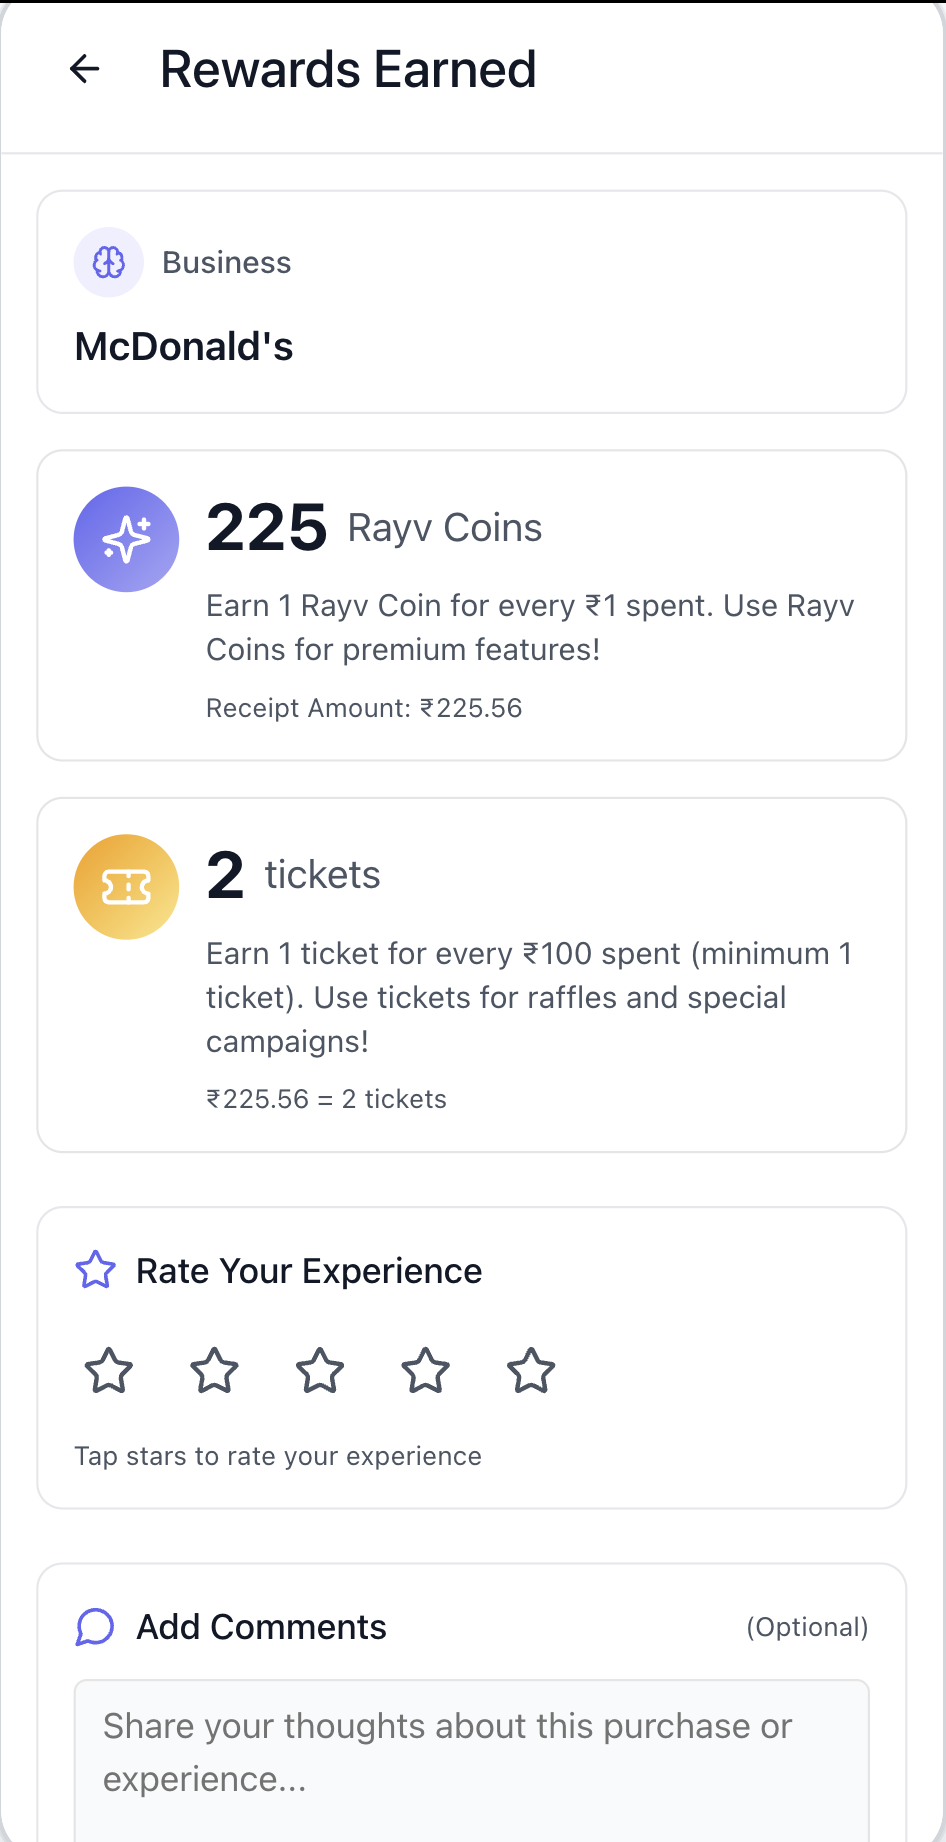 Rewards Earned
Business
McDonald's
225 Rayv Coins
Earn 1 Rayv Coin for every ₹1 spent. Use Rayv
Coins for premium features!
Receipt Amount: ₹225.56
2 tickets
Earn 1 ticket for every ₹100 spent (minimum 1
ticket). Use tickets for raffles and special
campaigns!
₹225.56 = 2 tickets
Rate Your Experience
Tap stars to rate your experience
Add Comments (Optional)
Share your thoughts about this purchase or
experience...